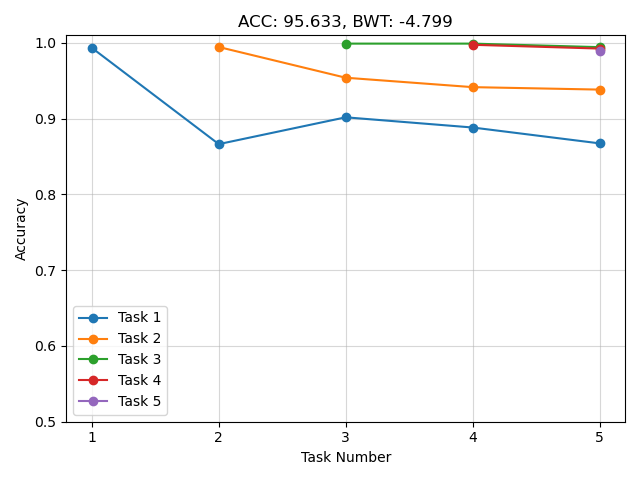 ACC: 95.633, BWT: -4.799
1.0
0.9
0.8
0.7
0.6
0.5
Accuracy
Task 1
Task 2
Task 3
Task 4
Task 5
1 2 3 4 5
Task Number